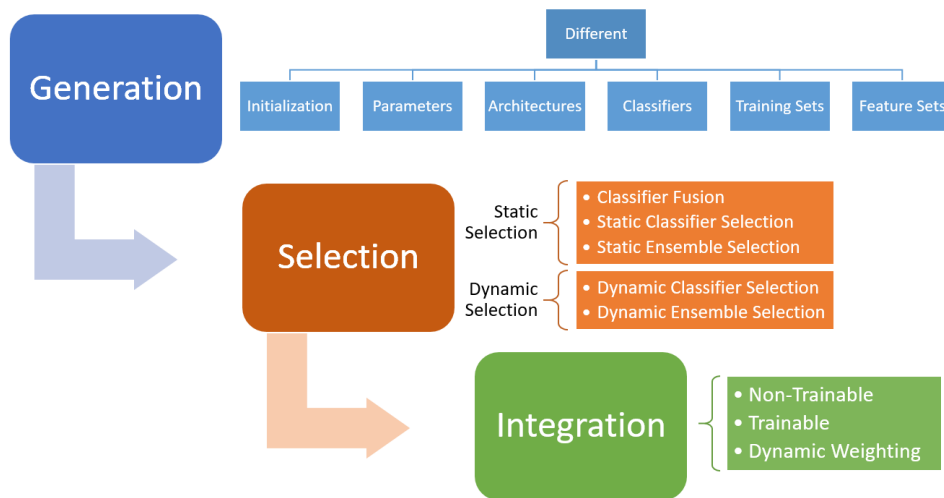 Different
Generation
Initialization
Parameters
Architectures
Classifiers
Training Sets
Feature Sets
Selection
Static
Selection
• Classifier Fusion
• Static Classifier Selection
• Static Ensemble Selection
Dynamic
Selection
• Dynamic Classifier Selection
• Dynamic Ensemble Selection
Integration
• Non-Trainable
• Trainable
• Dynamic Weighting